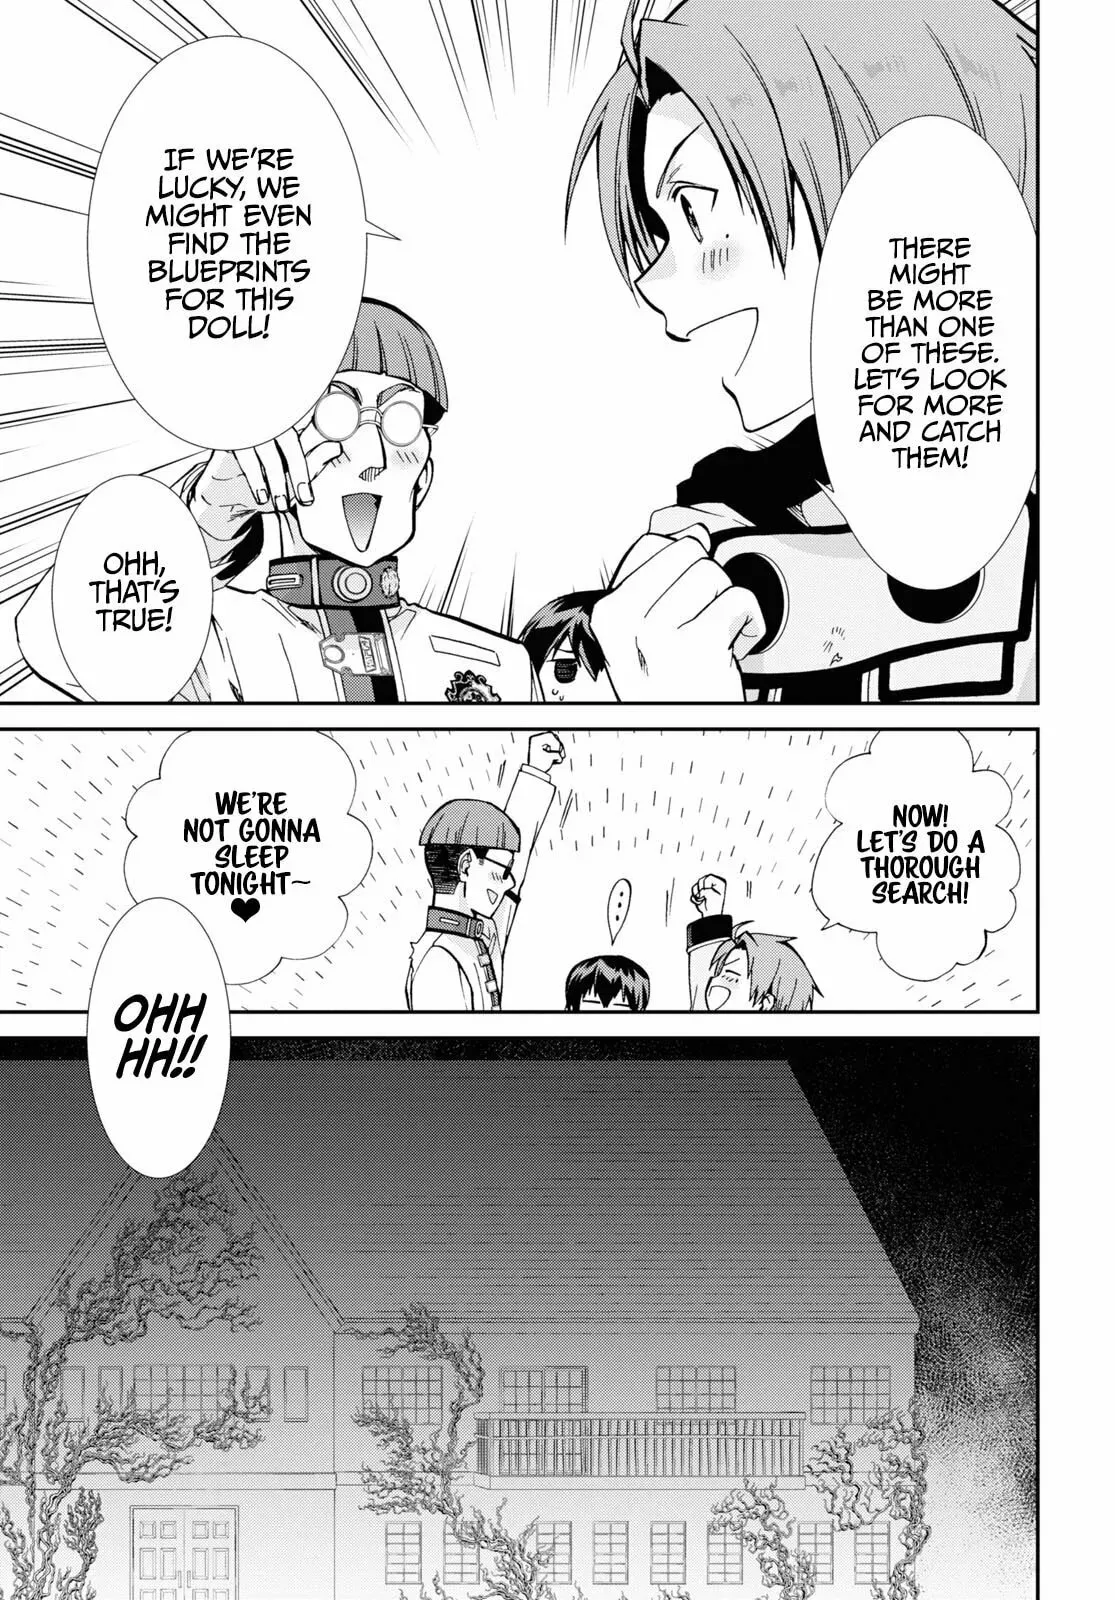 THERE
MIGHT
BE MORE
THAN ONE
OF THESE.
LET'S LOOK
FOR MORE
AND CATCH
THEM!
IF WE'RE
LUCKY, WE
MIGHT EVEN
FIND THE
BLUEPRINTS
FOR THIS
DOLL!
OHH,
THAT'S
TRUE!
NOW!
LET'S DO A
THOROUGH
SEARCH!
WE'RE
NOT GONNA
SLEEP
TONIGHT~
♥
OHH
HH!!